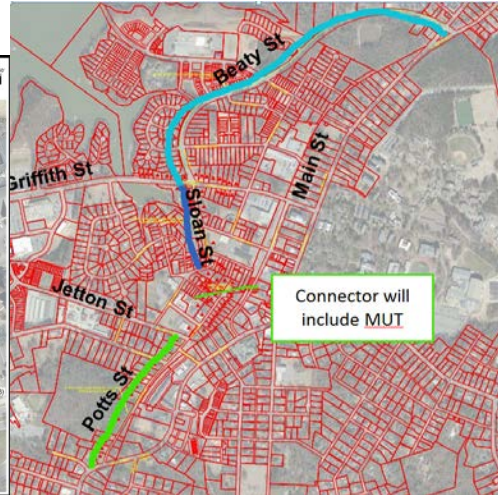 Beaty St
Main St
Griffith St
Sloan St
Jetton St
Connector will
include MUT
Potts St